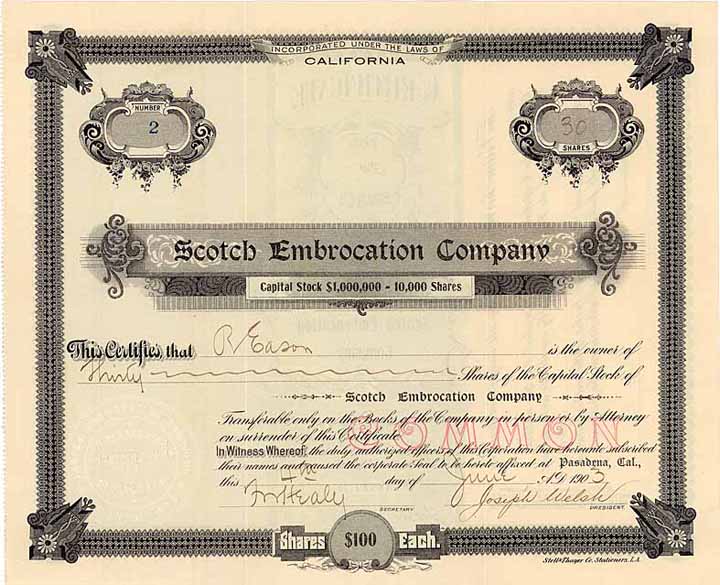 INCORPORATED UNDER THE LAWS OF
CALIFORNIA
NUMBER
2
30
SHARES
Scotch Embrocation Company
Capital Stock $1,000,000 - 10,000 Shares
This Certifies that R Eason is the owner of
Thirty Shares of the Capital Stock of
Scotch Embrocation Company
Transferable only on the Books of the Company in person or by Attorney
on surrender of this Certificate.
COMMON
In Witness Whereof, the duly authorized officers of this Corporation have hereunto subscribed
their names and caused the corporate Seal to be hereto affixed at Pasadena, Cal.,
this day of June A.D. 1903
Healy Joseph Welsh
SECRETARY PRESIDENT.
Shares $100 Each.
Stoll & Thayer Co. Stationers, L.A.